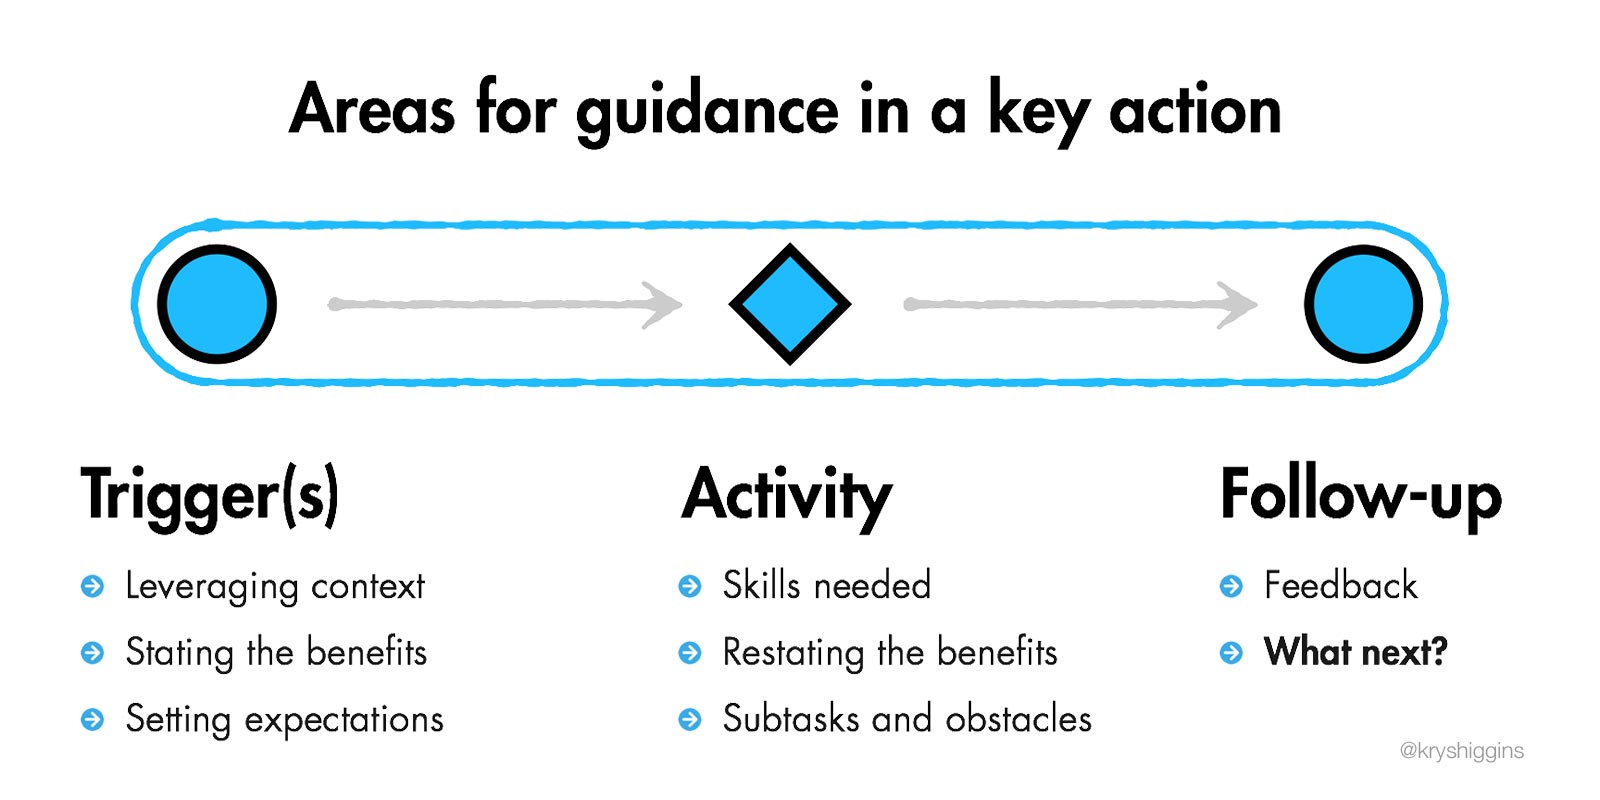 Areas for guidance in a key action
Trigger(s)
Leveraging context
Stating the benefits
Setting expectations
Activity
Skills needed
Restating the benefits
Subtasks and obstacles
Follow-up
Feedback
What next?
@kryshiggins